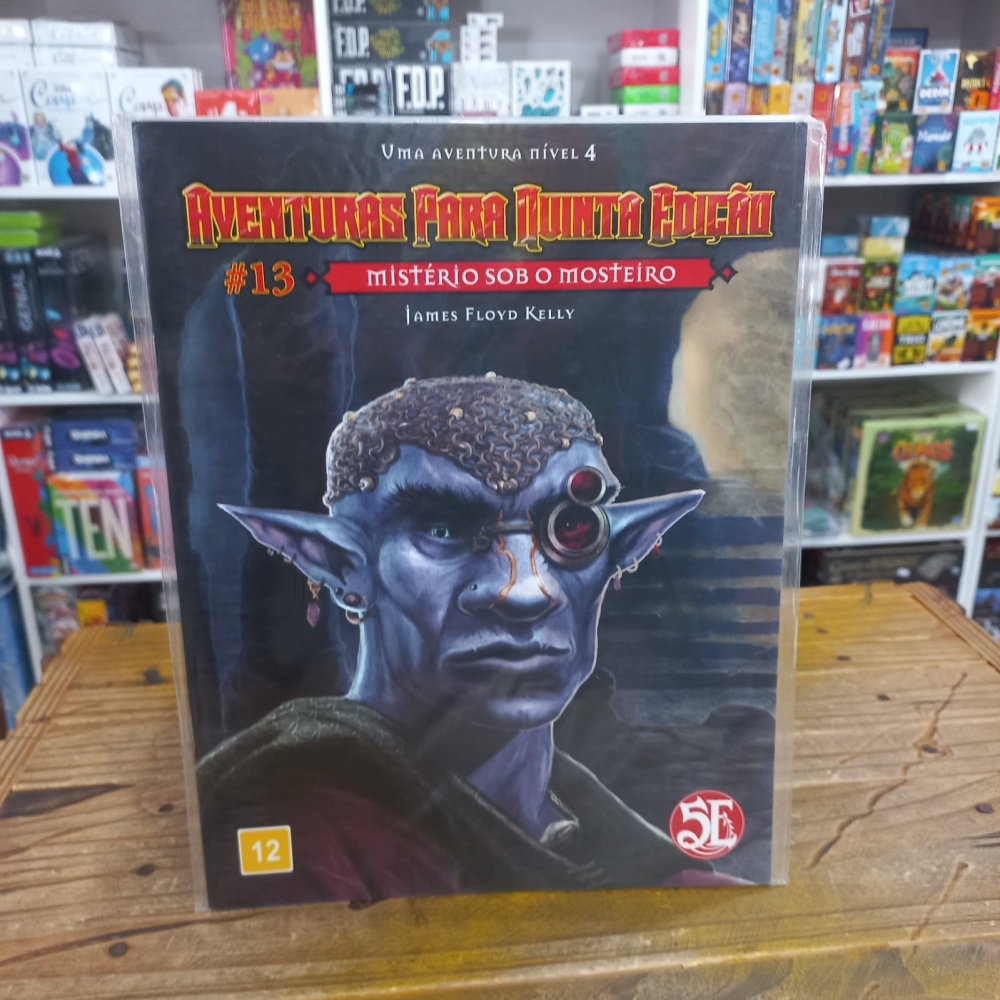 F.D.P.
F.D.P.
UMA AVENTURA NÍVEL 4
AVENTURAS PARA QUINTA EDIÇÃO
#13
MISTÉRIO SOB O MOSTEIRO
JAMES FLOYD KELLY
TEN
12
5E